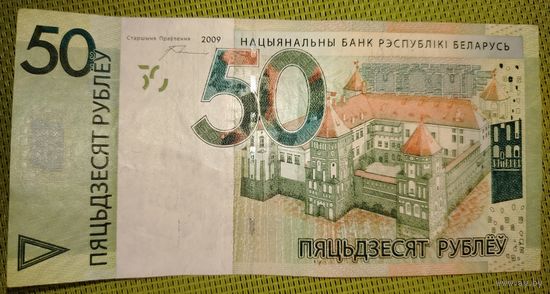 50
Старшыня Праўлення 2009
НАЦЫЯНАЛЬНЫ БАНК РЭСПУБЛІКІ БЕЛАРУСЬ
50
ПЯЦЬДЗЕСЯТ РУБЛЁЎ
ПЯЦЬДЗЕСЯТ РУБЛЁЎ